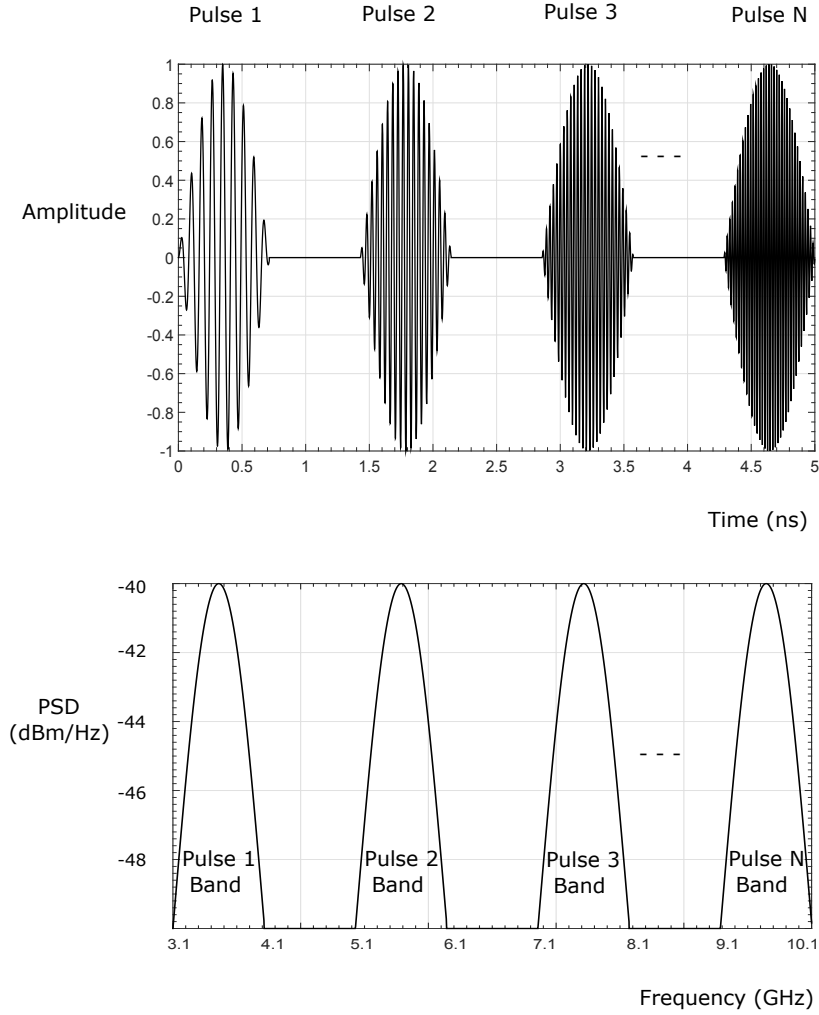 Pulse 1 Pulse 2 Pulse 3 Pulse N
1
0.8
0.6
0.4
0.2
0
-0.2
-0.4
-0.6
-0.8
-1
Amplitude
0 0.5 1 1.5 2 2.5 3 3.5 4 4.5 5
Time (ns)
-40
-42
-44
-46
-48
PSD
(dBm/Hz)
Pulse 1 Pulse 2 Pulse 3 Pulse N
Band Band Band Band
3.1 4.1 5.1 6.1 7.1 8.1 9.1 10.1
Frequency (GHz)